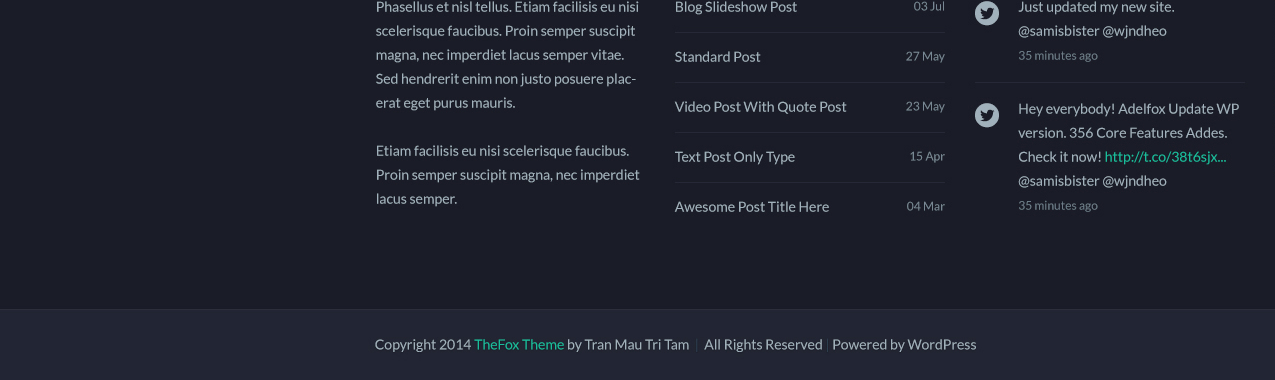 Phasellus et nisl tellus. Etiam facilisis eu nisi
scelerisque faucibus. Proin semper suscipit
magna, nec imperdiet lacus semper vitae.
Sed hendrerit enim non justo posuere plac-
erat eget purus mauris.
Etiam facilisis eu nisi scelerisque faucibus.
Proin semper suscipit magna, nec imperdiet
lacus semper.
Blog Slideshow Post 03 Jul
Standard Post 27 May
Video Post With Quote Post 23 May
Text Post Only Type 15 Apr
Awesome Post Title Here 04 Mar
Just updated my new site.
@samisbister @wjndheo
35 minutes ago
Hey everybody! Adelfox Update WP
version. 356 Core Features Addes.
Check it now! http://t.co/38t6sjx...
@samisbister @wjndheo
35 minutes ago
Copyright 2014 TheFox Theme by Tran Mau Tri Tam | All Rights Reserved | Powered by WordPress